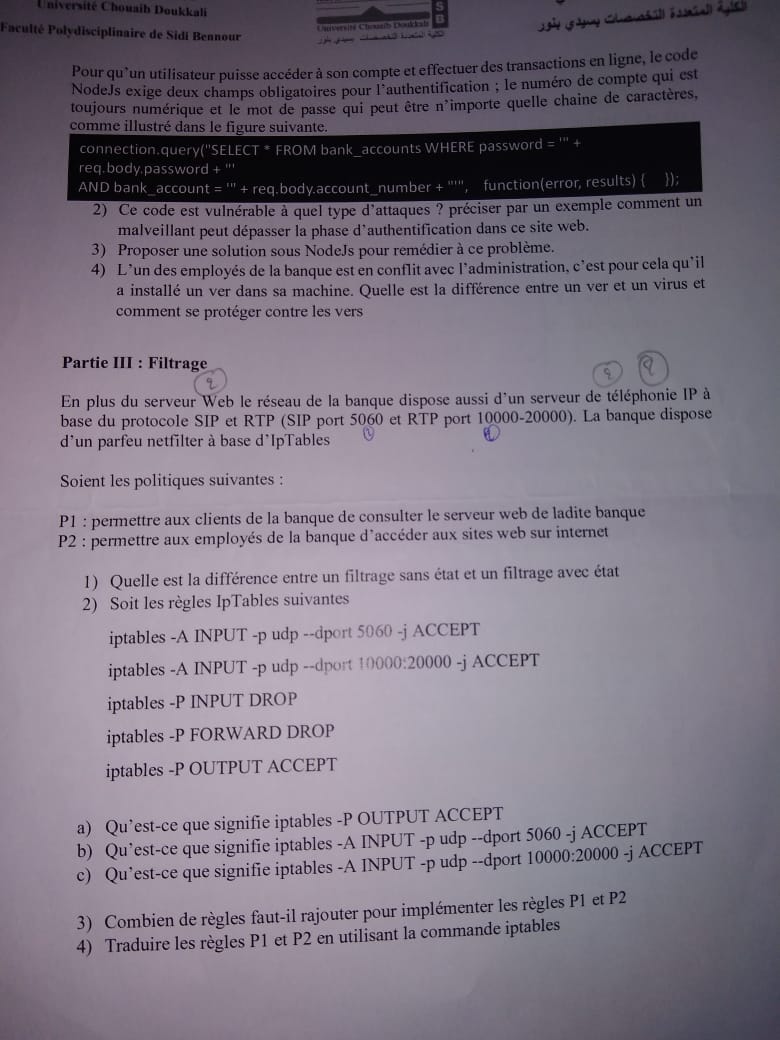 Université Chouaib Doukkali
Faculté Polydisciplinaire de Sidi Bennour
S
B
Université Chouaib Doukkali
الكلية المتعددة التخصصات بسيدي بنور
الكلية المتعددة التخصصات بسيدي بنور
Pour qu'un utilisateur puisse accéder à son compte et effectuer des transactions en ligne, le code
NodeJs exige deux champs obligatoires pour l'authentification ; le numéro de compte qui est
toujours numérique et le mot de passe qui peut être n'importe quelle chaine de caractères,
comme illustré dans le figure suivante.
connection.query("SELECT * FROM bank_accounts WHERE password = '" +
req.body.password + "'
AND bank_account = '" + req.body.account_number + "'", function(error, results) { });
2) Ce code est vulnérable à quel type d'attaques ? préciser par un exemple comment un
malveillant peut dépasser la phase d'authentification dans ce site web.
3) Proposer une solution sous NodeJs pour remédier à ce problème.
4) L'un des employés de la banque est en conflit avec l'administration, c'est pour cela qu'il
a installé un ver dans sa machine. Quelle est la différence entre un ver et un virus et
comment se protéger contre les vers
Partie III : Filtrage
En plus du serveur Web le réseau de la banque dispose aussi d'un serveur de téléphonie IP à
base du protocole SIP et RTP (SIP port 5060 et RTP port 10000-20000). La banque dispose
d'un parfeu netfilter à base d'IpTables
Soient les politiques suivantes :
P1 : permettre aux clients de la banque de consulter le serveur web de ladite banque
P2 : permettre aux employés de la banque d'accéder aux sites web sur internet
1) Quelle est la différence entre un filtrage sans état et un filtrage avec état
2) Soit les règles IpTables suivantes
iptables -A INPUT -p udp --dport 5060 -j ACCEPT
iptables -A INPUT -p udp --dport 10000:20000 -j ACCEPT
iptables -P INPUT DROP
iptables -P FORWARD DROP
iptables -P OUTPUT ACCEPT
a) Qu'est-ce que signifie iptables -P OUTPUT ACCEPT
b) Qu'est-ce que signifie iptables -A INPUT -p udp --dport 5060 -j ACCEPT
c) Qu'est-ce que signifie iptables -A INPUT -p udp --dport 10000:20000 -j ACCEPT
3) Combien de règles faut-il rajouter pour implémenter les règles P1 et P2
4) Traduire les règles P1 et P2 en utilisant la commande iptables